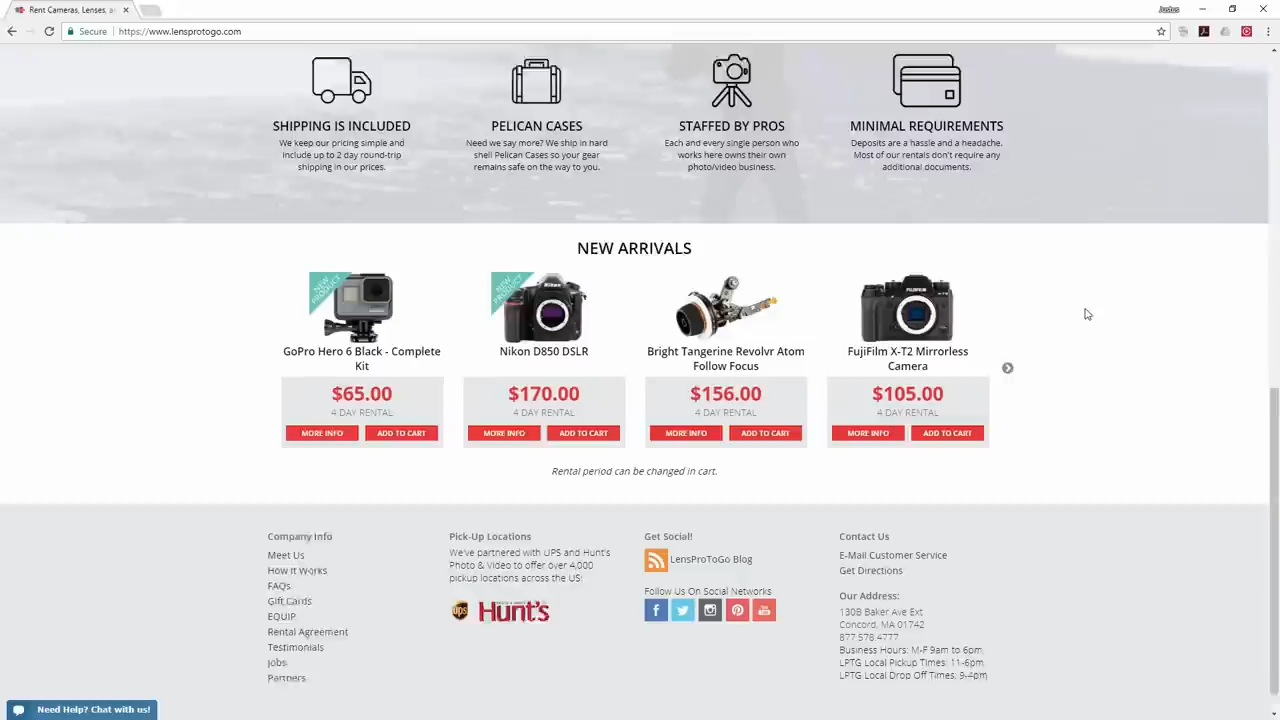 Rent Cameras, Lenses, a
Justus
Secure
https://www.lensprotogo.com
SHIPPING IS INCLUDED
We keep our pricing simple and
include up to 2 day round-trip
shipping in our prices.
PELICAN CASES
Need we say more? We ship in hard
shell Pelican Cases so your gear
remains safe on the way to you.
STAFFED BY PROS
Each and every single person who
works here owns their own
photo/video business.
MINIMAL REQUIREMENTS
Deposits are a hassle and a headache.
Most of our rentals don't require any
additional documents.
NEW ARRIVALS
NEW
PRODUCT
GoPro Hero 6 Black - Complete
Kit
$65.00
4 DAY RENTAL
MORE INFO
ADD TO CART
NEW
PRODUCT
Nikon
Nikon D850 DSLR
$170.00
4 DAY RENTAL
MORE INFO
ADD TO CART
Bright Tangerine Revolvr Atom
Follow Focus
$156.00
4 DAY RENTAL
MORE INFO
ADD TO CART
FUJIFILM
FujiFilm X-T2 Mirrorless
Camera
$105.00
4 DAY RENTAL
MORE INFO
ADD TO CART
Rental period can be changed in cart.
Company Info
Meet Us
How It Works
FAQs
Gift Cards
EQUIP
Rental Agreement
Testimonials
Jobs
Partners
Pick-Up Locations
We've partnered with UPS and Hunt's
Photo & Video to offer over 4,000
pickup locations across the US!
ups
Hunt's
Get Social!
LensProToGo Blog
Follow Us On Social Networks
Contact Us
E-Mail Customer Service
Get Directions
Our Address:
130B Baker Ave Ext
Concord, MA 01742
877.578.4777
Business Hours: M-F 9am to 6pm
LPTG Local Pickup Times: 11-6pm
LPTG Local Drop Off Times: 9-4pm
Need Help? Chat with us!